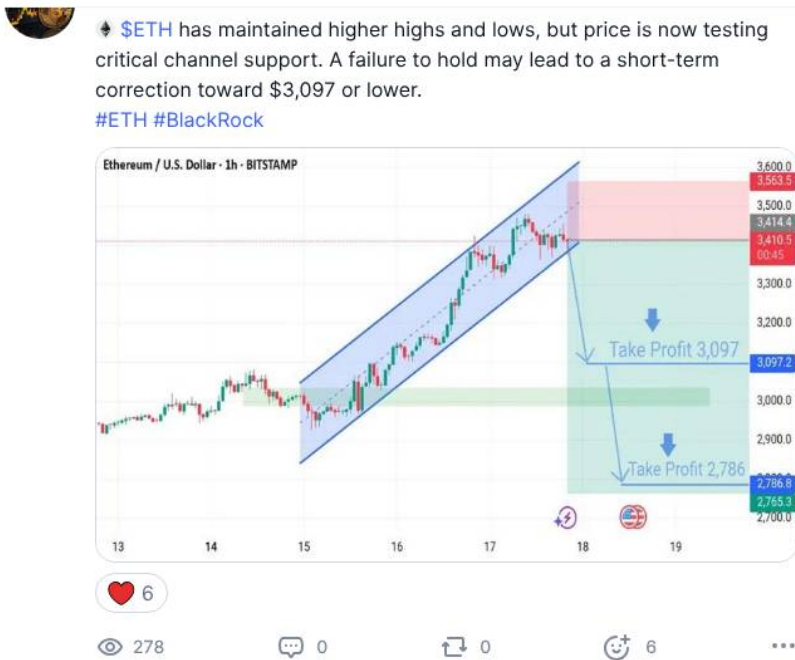 $ETH has maintained higher highs and lows, but price is now testing
critical channel support. A failure to hold may lead to a short-term
correction toward $3,097 or lower.
#ETH #BlackRock
Ethereum / U.S. Dollar · 1h · BITSTAMP
3,600.0
3,563.5
3,500.0
3,414.4
3,410.5
00:45
3,300.0
3,200.0
Take Profit 3,097
3,097.2
3,000.0
2,900.0
Take Profit 2,786
2,786.8
2,765.3
2,700.0
13 14 15 16 17 18 19
6
278 0 0 6